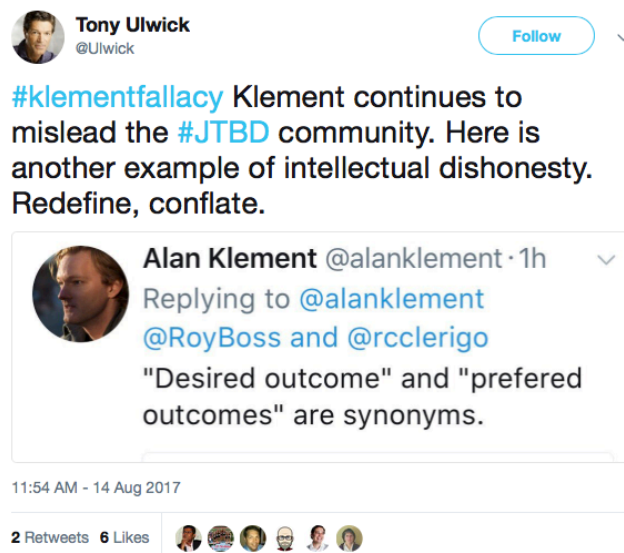 Tony Ulwick
@Ulwick
Follow
#klementfallacy Klement continues to
mislead the #JTBD community. Here is
another example of intellectual dishonesty.
Redefine, conflate.
Alan Klement @alanklement · 1h
Replying to @alanklement
@RoyBoss and @rcclerigo
"Desired outcome" and "prefered
outcomes" are synonyms.
11:54 AM - 14 Aug 2017
2 Retweets 6 Likes